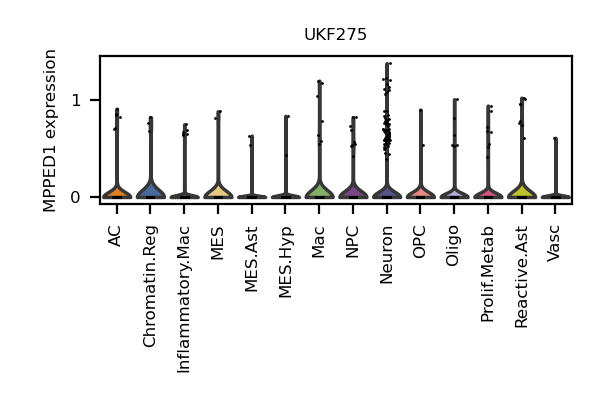 UKF275
MPPED1 expression
1
0
AC
Chromatin.Reg
Inflammatory.Mac
MES
MES.Ast
MES.Hyp
Mac
NPC
Neuron
OPC
Oligo
Prolif.Metab
Reactive.Ast
Vasc